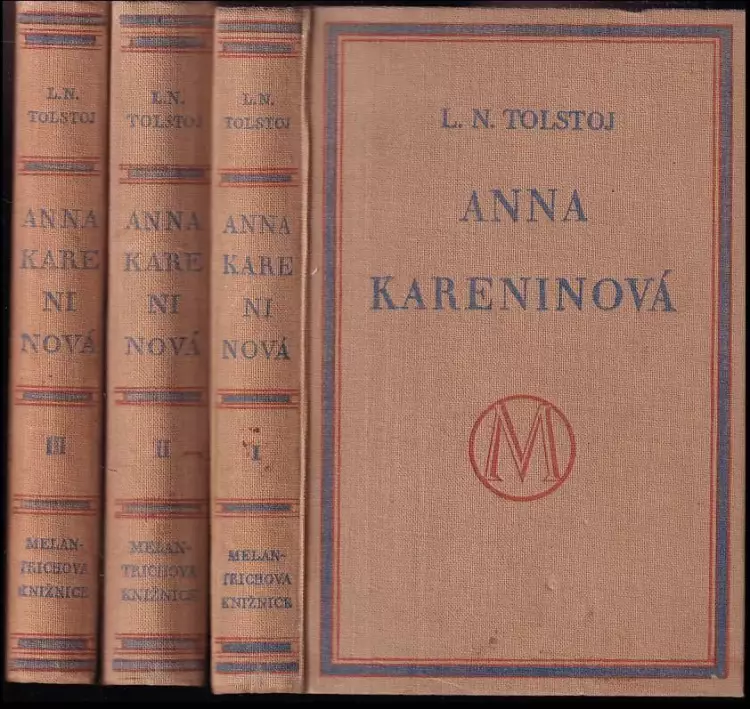 L.N.
TOLSTOJ
ANNA
KARE
NI
NOVÁ
III
MELAN-
TRICHOVA
KNIŽNICE
L.N.
TOLSTOJ
ANNA
KARE
NI
NOVÁ
II
MELAN-
TRICHOVA
KNIŽNICE
L.N.
TOLSTOJ
ANNA
KARE
NI
NOVÁ
I
MELAN-
TRICHOVA
KNIŽNICE
L. N. TOLSTOJ
ANNA
KARENINOVÁ
M